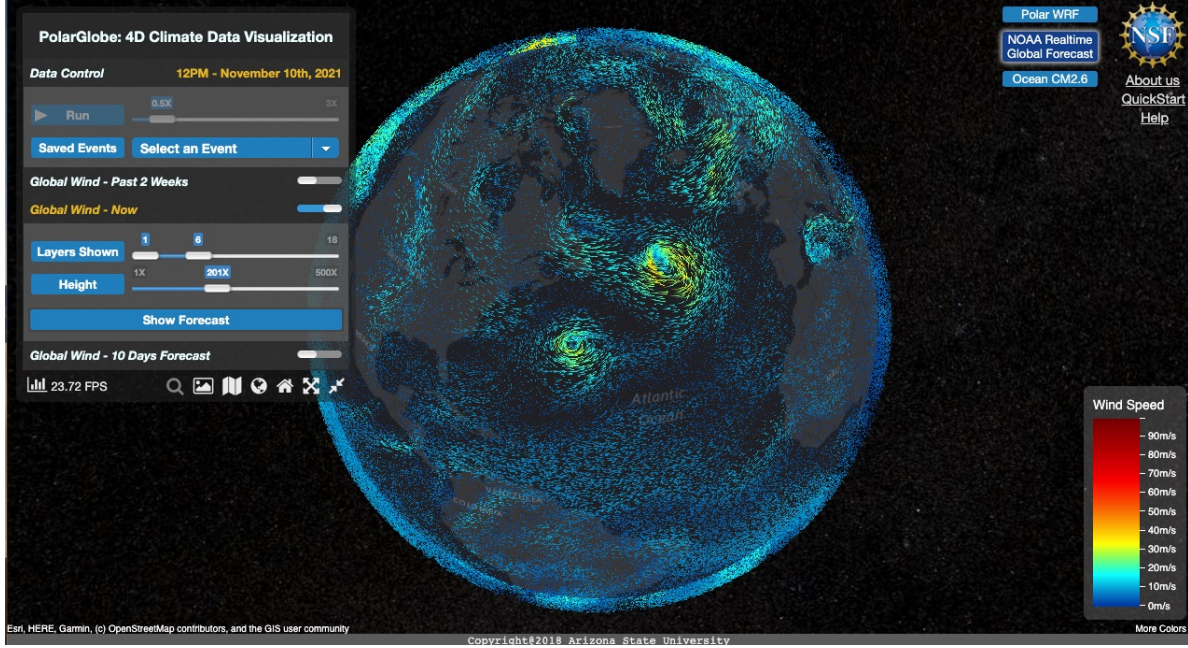 PolarGlobe: 4D Climate Data Visualization
Data Control 12PM - November 10th, 2021
Run 0.5X 3X
Saved Events Select an Event
Global Wind - Past 2 Weeks
Global Wind - Now
Layers Shown 1 6 18
Height 1X 201X 500X
Show Forecast
Global Wind - 10 Days Forecast
23.72 FPS
Polar WRF
NOAA Realtime
Global Forecast
Ocean CM2.6
NSF
About us
QuickStart
Help
Atlantic
Ocean
Wind Speed
90m/s
80m/s
70m/s
60m/s
50m/s
40m/s
30m/s
20m/s
10m/s
0m/s
More Colors
Esri, HERE, Garmin, (c) OpenStreetMap contributors, and the GIS user community
Copyright@2018 Arizona State University